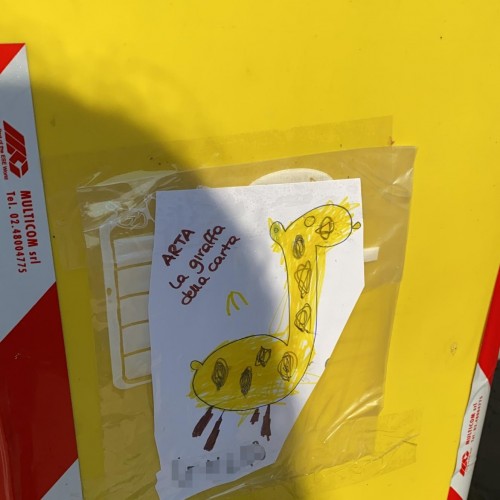 ARTA
La giraffa
della carta
MULTICOM srl
Tel. 02.48004775